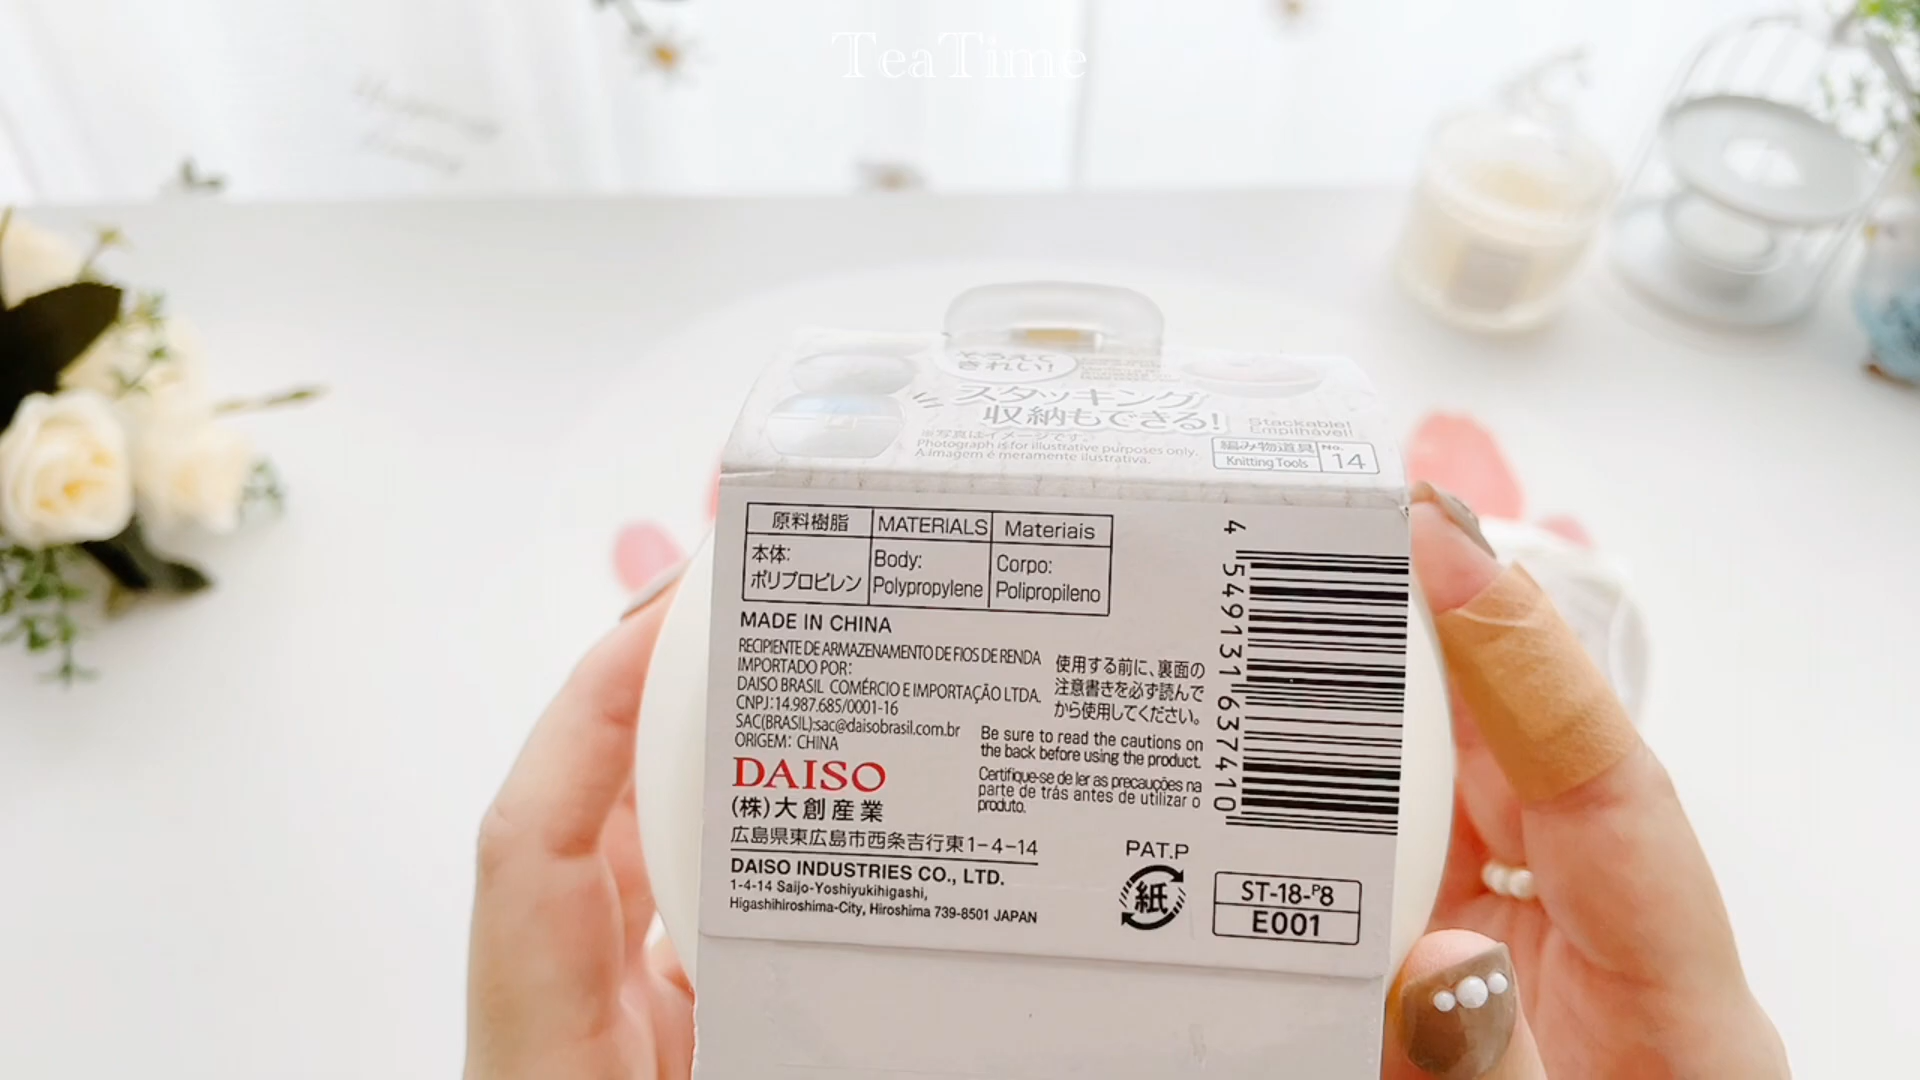 TeaTime
そろえて
きれい!
スタッキング
収納もできる!
Stackable!
Empilhável!
※写真はイメージです。
Photograph is for illustrative purposes only.
A imagem é meramente ilustrativa.
編み物道具 No.
Knitting Tools 14
原料樹脂 MATERIALS Materiais
本体: Body: Corpo:
ポリプロピレン Polypropylene Polipropileno
MADE IN CHINA
RECIPIENTE DE ARMAZENAMENTO DE FIOS DE RENDA
IMPORTADO POR:
DAISO BRASIL COMÉRCIO E IMPORTAÇÃO LTDA.
CNPJ:14.987.685/0001-16
SAC(BRASIL):sac@daisobrasil.com.br
ORIGEM: CHINA
使用する前に、裏面の
注意書きを必ず読んで
から使用してください。
Be sure to read the cautions on
the back before using the product.
Certifique-se de ler as precauções na
parte de trás antes de utilizar o
produto.
4 549131 637410
DAISO
(株)大創産業
広島県東広島市西条吉行東1-4-14
DAISO INDUSTRIES CO., LTD.
1-4-14 Saijo-Yoshiyukihigashi,
Higashihiroshima-City, Hiroshima 739-8501 JAPAN
PAT.P
紙
ST-18-P8
E001